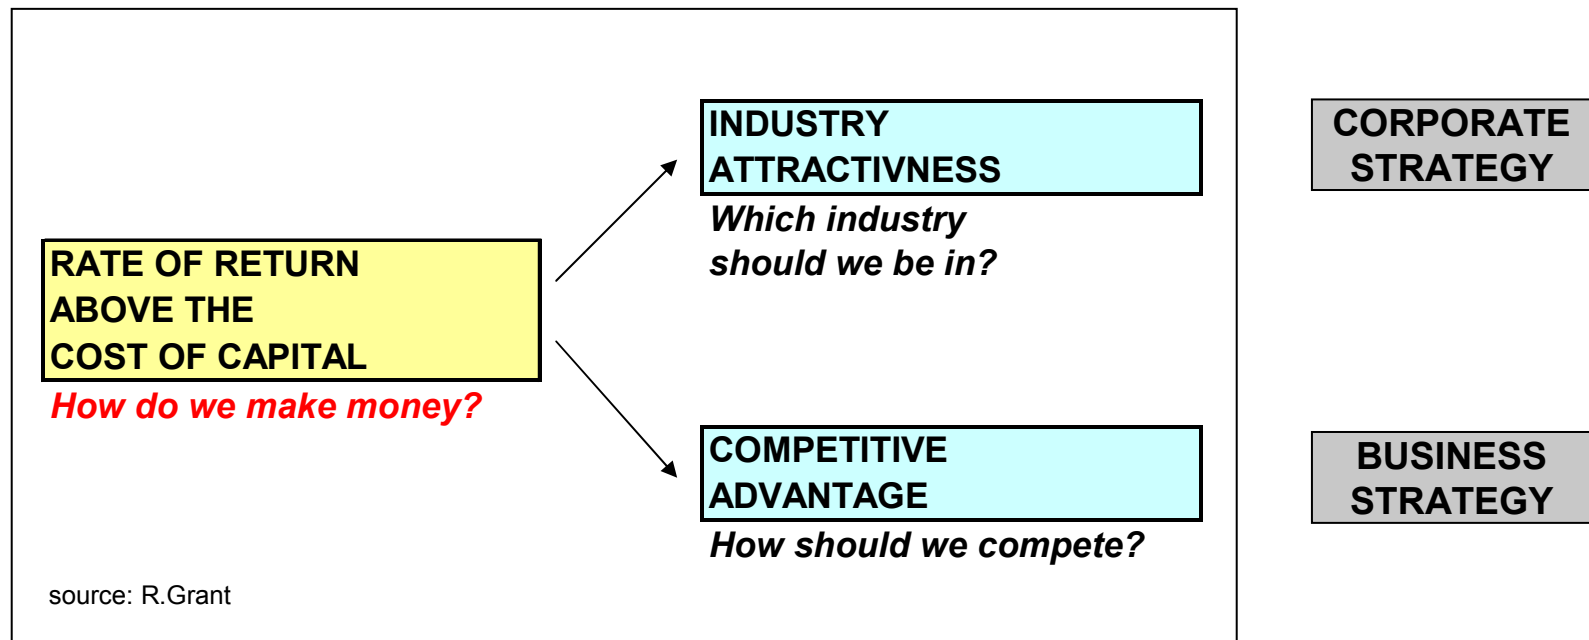 INDUSTRY
ATTRACTIVNESS
Which industry
should we be in?
CORPORATE
STRATEGY
RATE OF RETURN
ABOVE THE
COST OF CAPITAL
How do we make money?
COMPETITIVE
ADVANTAGE
How should we compete?
BUSINESS
STRATEGY
source: R.Grant